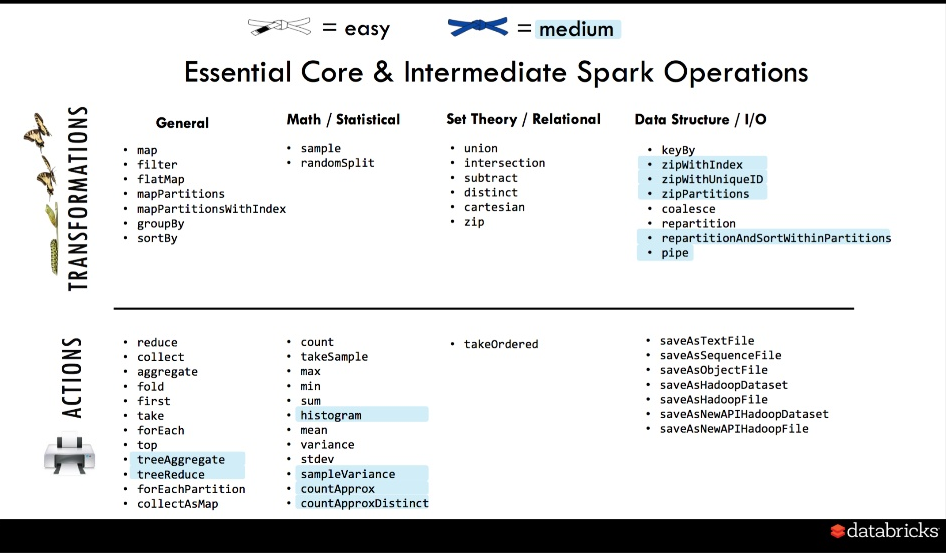 = easy
= medium
Essential Core & Intermediate Spark Operations
TRANSFORMATIONS
General
• map
• filter
• flatMap
• mapPartitions
• mapPartitionsWithIndex
• groupBy
• sortBy
Math / Statistical
• sample
• randomSplit
Set Theory / Relational
• union
• intersection
• subtract
• distinct
• cartesian
• zip
Data Structure / I/O
• keyBy
• zipWithIndex
• zipWithUniqueID
• zipPartitions
• coalesce
• repartition
• repartitionAndSortWithinPartitions
• pipe
ACTIONS
• reduce
• collect
• aggregate
• fold
• first
• take
• forEach
• top
• treeAggregate
• treeReduce
• forEachPartition
• collectAsMap
• count
• takeSample
• max
• min
• sum
• histogram
• mean
• variance
• stdev
• sampleVariance
• countApprox
• countApproxDistinct
• takeOrdered
• saveAsTextFile
• saveAsSequenceFile
• saveAsObjectFile
• saveAsHadoopDataset
• saveAsHadoopFile
• saveAsNewAPIHadoopDataset
• saveAsNewAPIHadoopFile
databricks